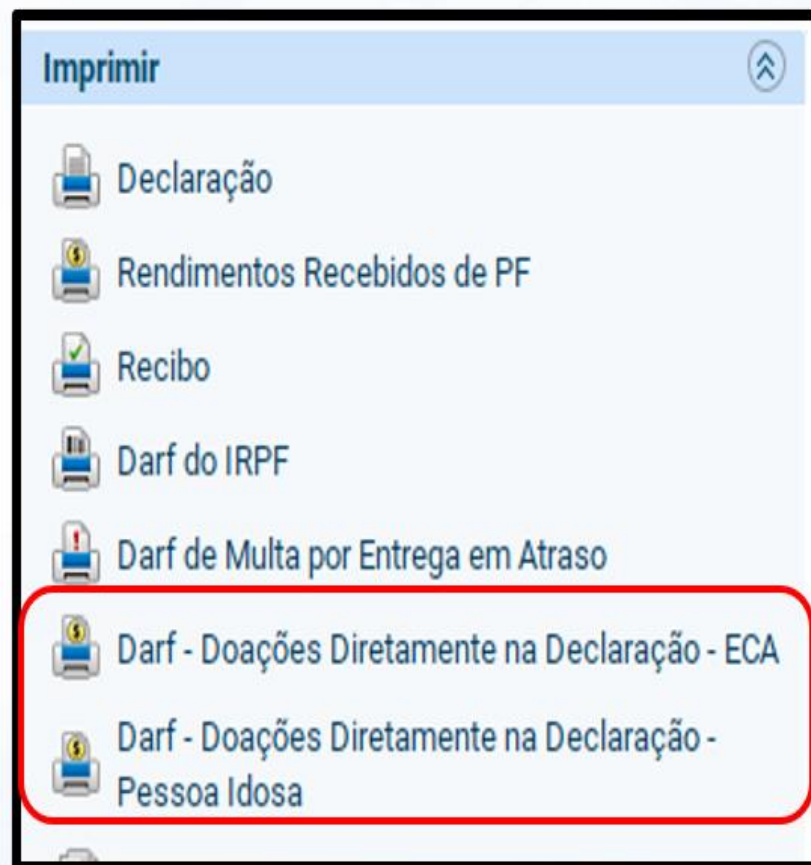 Imprimir
Declaração
Rendimentos Recebidos de PF
Recibo
Darf do IRPF
Darf de Multa por Entrega em Atraso
Darf - Doações Diretamente na Declaração - ECA
Darf - Doações Diretamente na Declaração -
Pessoa Idosa